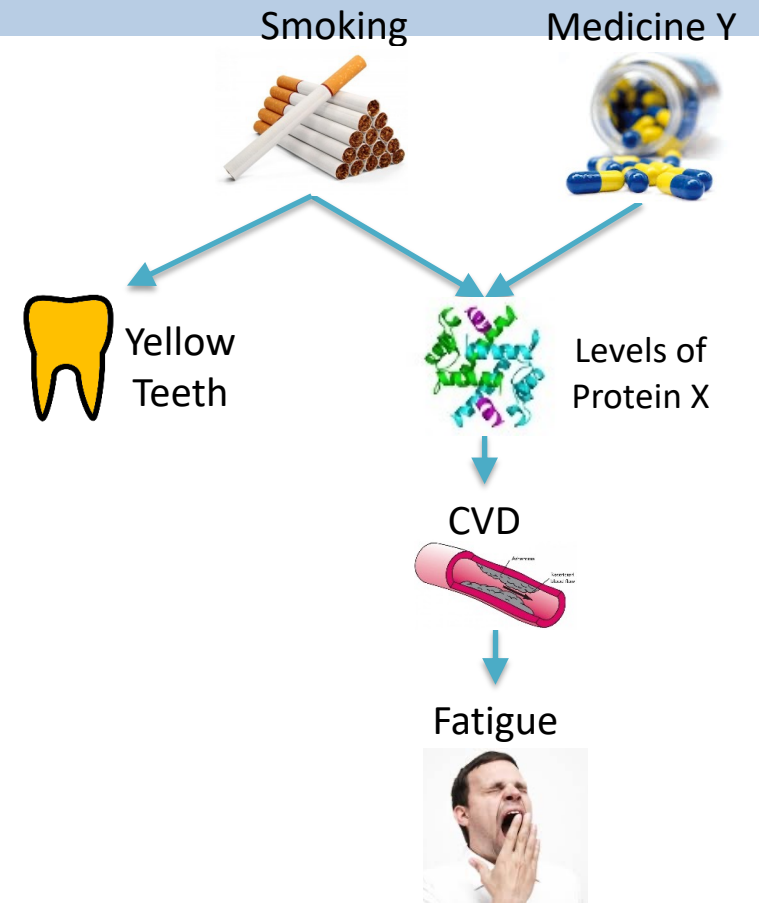 Smoking
Medicine Y
Yellow
Teeth
Levels of
Protein X
CVD
Fatigue